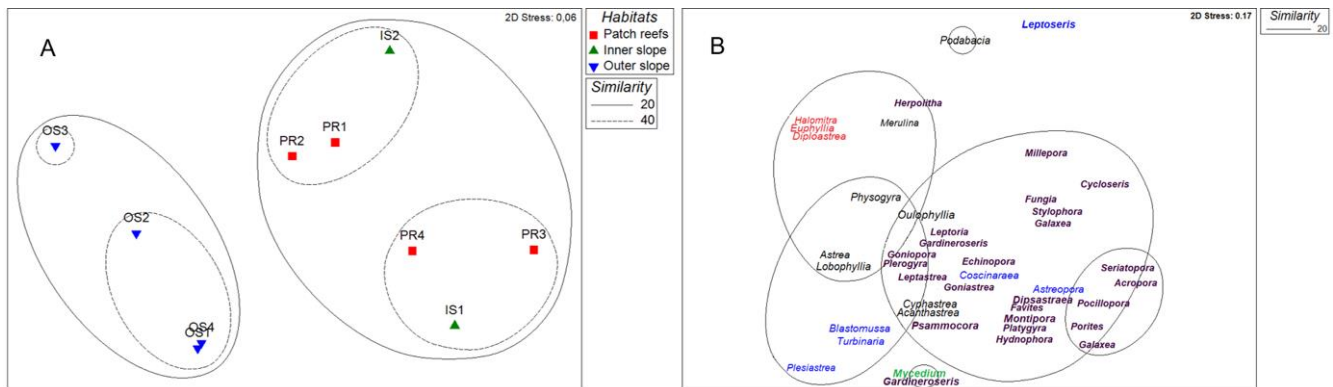 A
2D Stress: 0,06
Habitats
Patch reefs
Inner slope
Outer slope
Similarity
20
40
IS2
PR1
PR2
OS3
OS2
PR4
PR3
OS4
OS1
IS1
B
2D Stress: 0.17
Similarity
20
Leptoseris
Podabacia
Herpolitha
Halomitra
Euphyllia
Diploastrea
Merulina
Millepora
Cycloseris
Physogyra
Fungia
Stylophora
Galaxea
Oulophyllia
Leptoria
Gardineroseris
Astrea
Lobophyllia
Goniopora
Plerogyra
Echinopora
Leptastrea
Coscinaraea
Goniastrea
Seriatopora
Acropora
Astreopora
Pocillopora
Cyphastrea
Acanthastrea
Dipsastraea
Favites
Montipora
Platygyra
Hydnophora
Psammocora
Porites
Galaxea
Blastomussa
Turbinaria
Plesiastrea
Mycedium
Gardineroseris